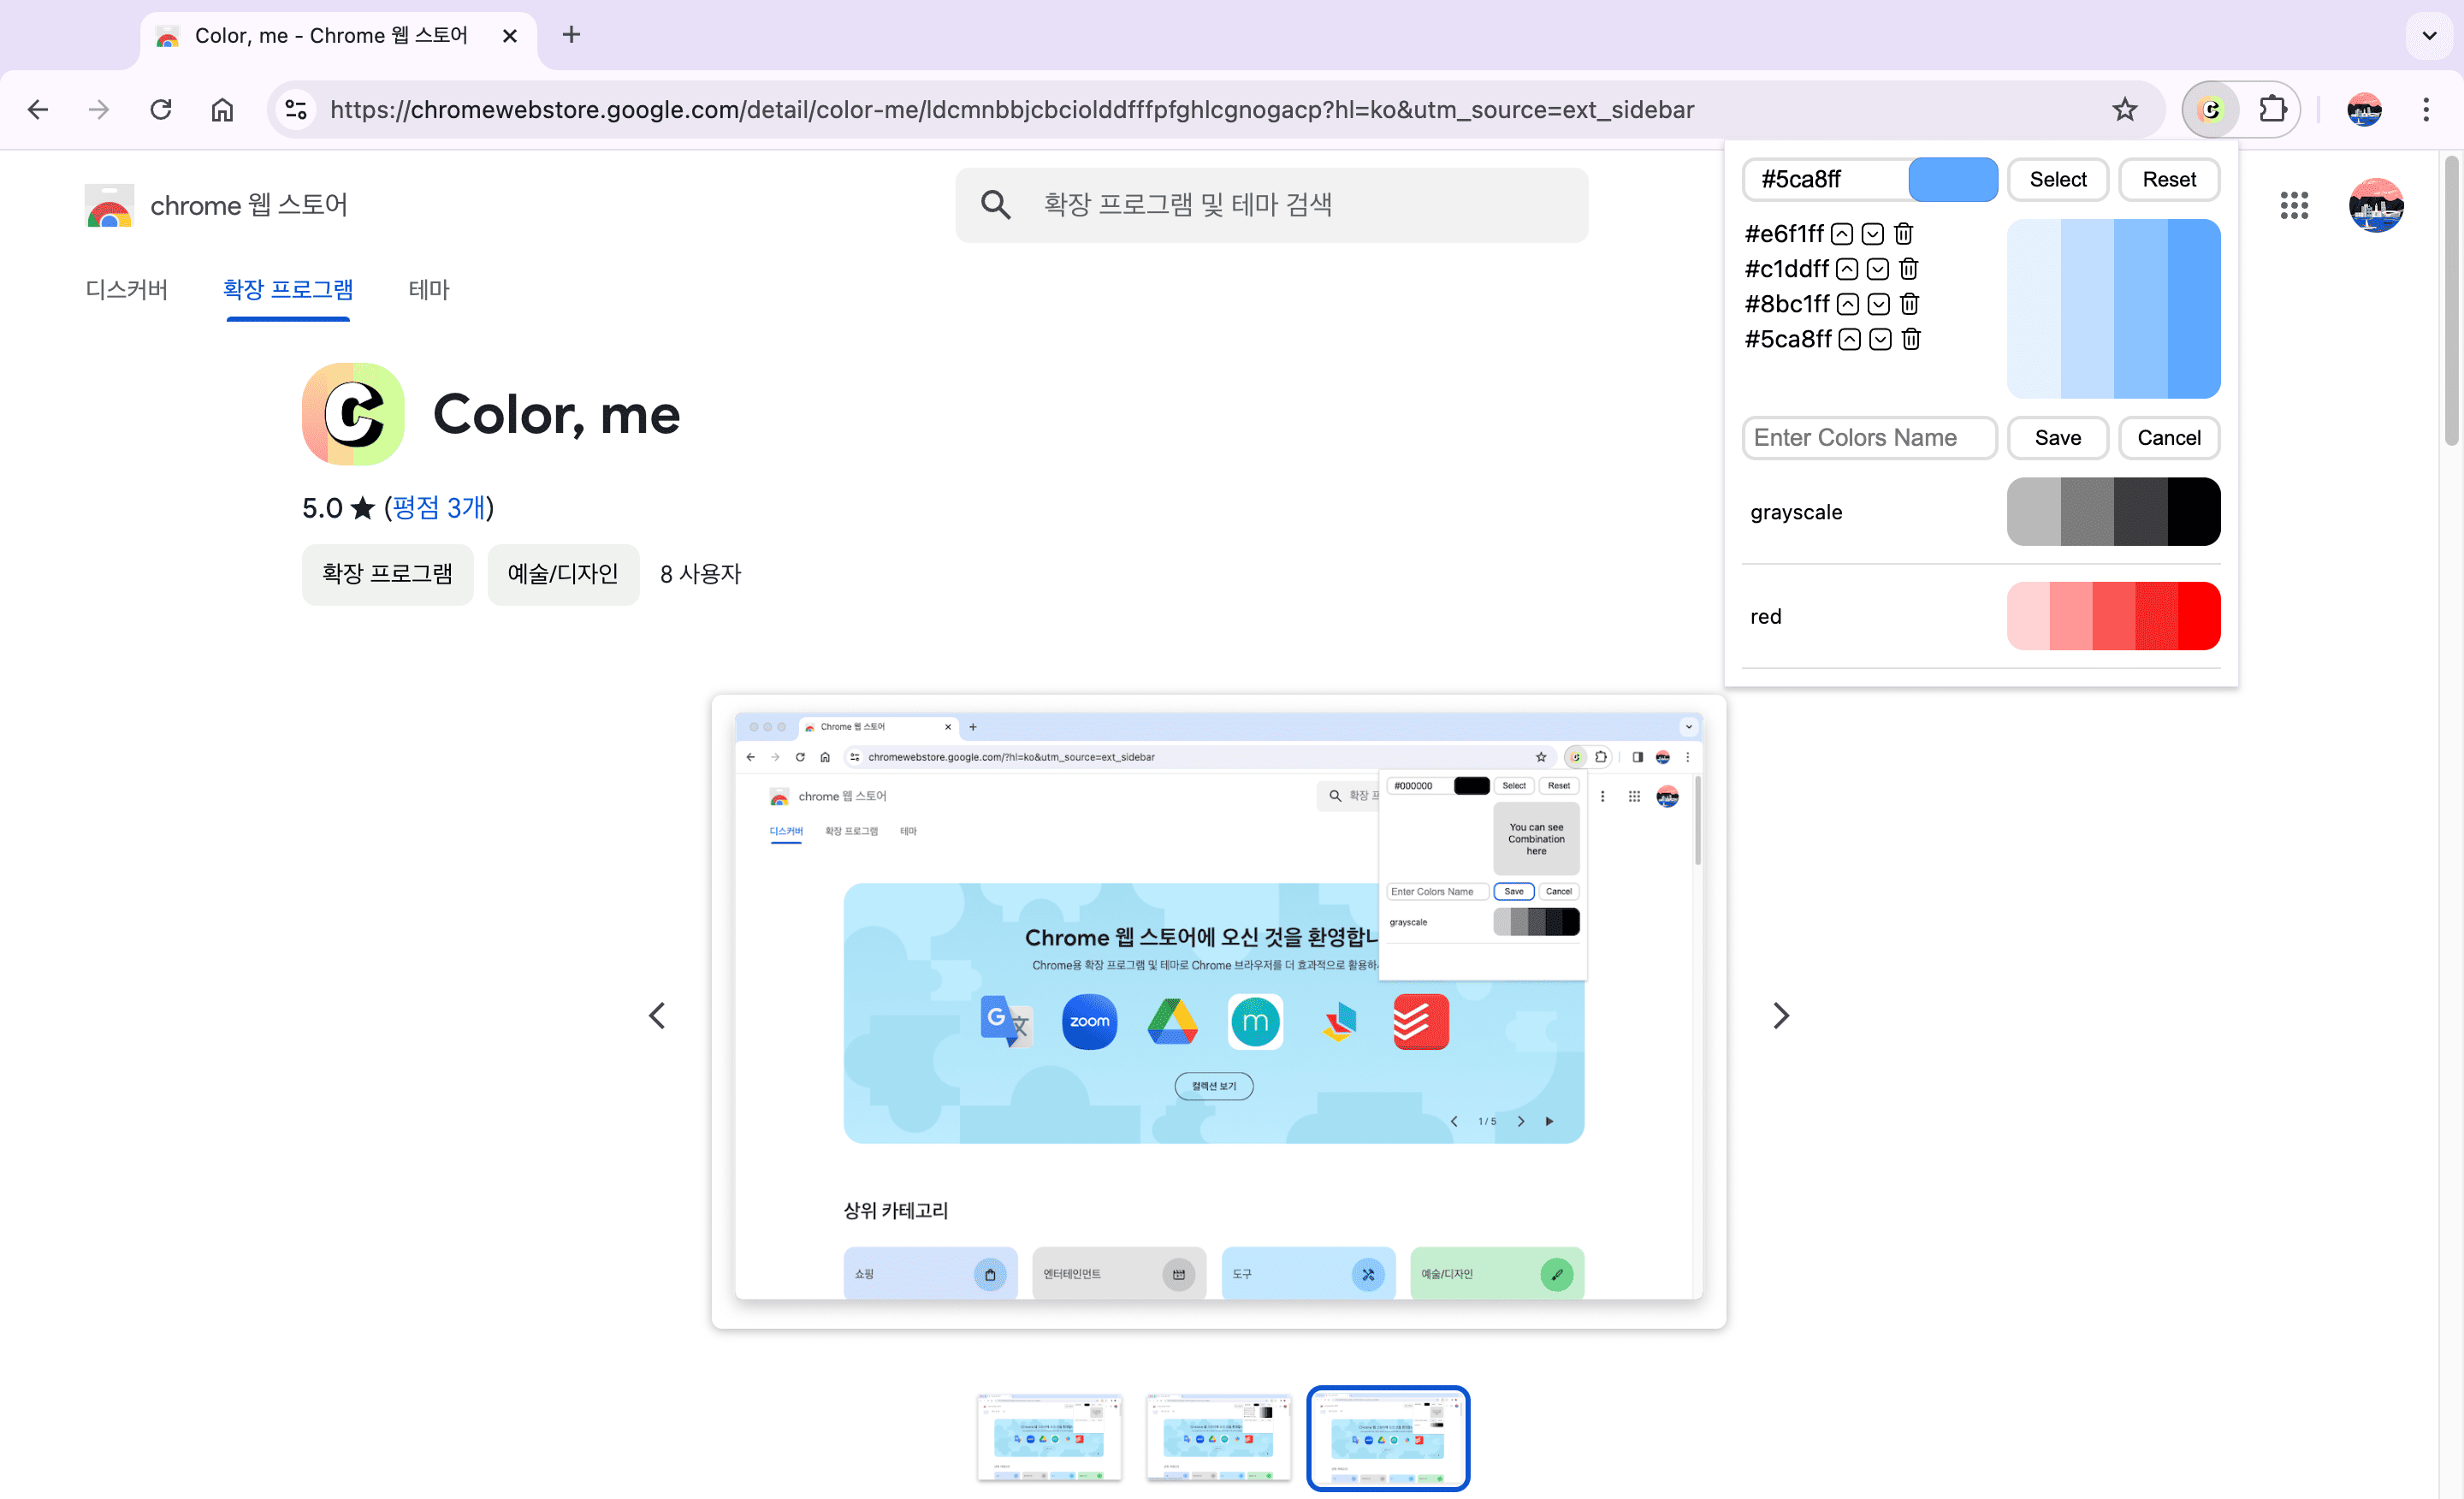 Color, me - Chrome 웹 스토어
https://chromewebstore.google.com/detail/color-me/ldcmnbbjcbciolddfffpfghlcgnogacp?hl=ko&utm_source=ext_sidebar
chrome 웹 스토어
확장 프로그램 및 테마 검색
디스커버
확장 프로그램
테마
C
Color, me
5.0 ★ (평점 3개)
확장 프로그램
예술/디자인
8 사용자
#5ca8ff
Select
Reset
#e6f1ff
#c1ddff
#8bc1ff
#5ca8ff
Enter Colors Name
Save
Cancel
grayscale
red
Chrome 웹 스토어
chromewebstore.google.com/?hl=ko&utm_source=ext_sidebar
chrome 웹 스토어
디스커버
확장 프로그램
테마
#000000
Select
Reset
You can see
Combination
here
Enter Colors Name
Save
Cancel
grayscale
Chrome 웹 스토어에 오신 것을 환영합니
Chrome용 확장 프로그램 및 테마로 Chrome 브라우저를 더 효과적으로 활용하
G
zoom
m
컬렉션 보기
1 / 5
상위 카테고리
쇼핑
엔터테인먼트
도구
예술/디자인